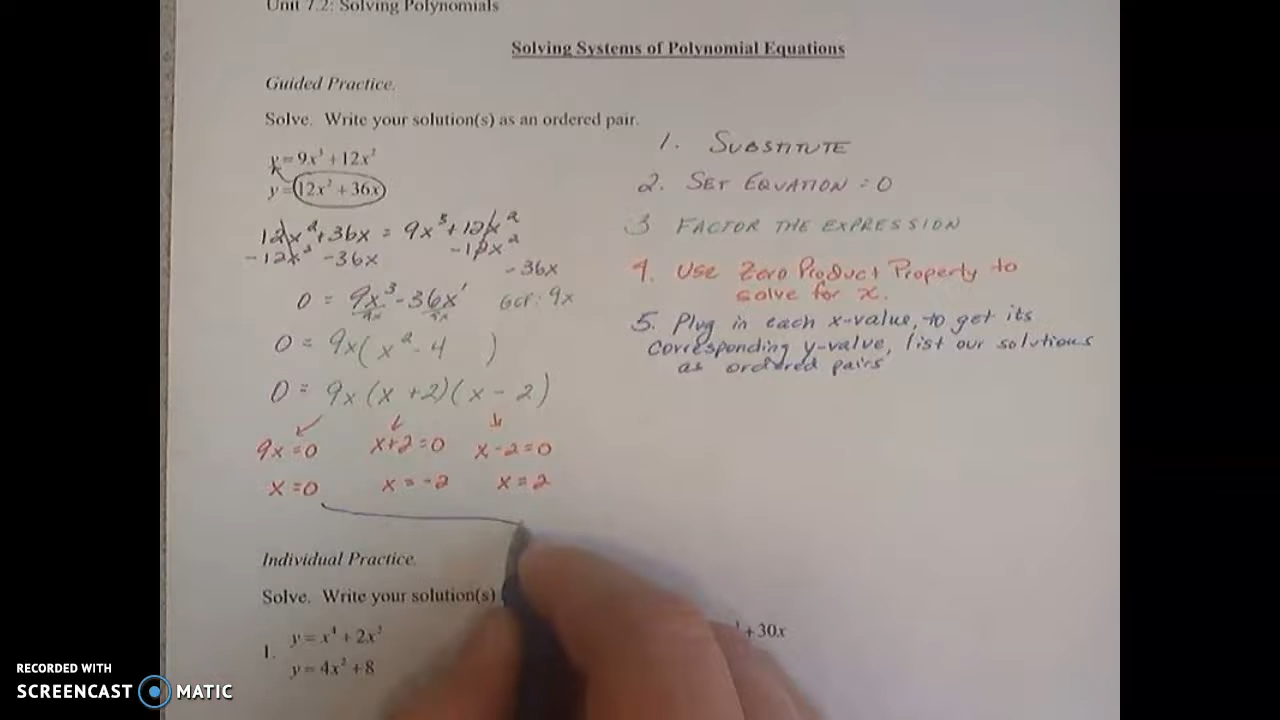 Unit 7.2: Solving Polynomials
Solving Systems of Polynomial Equations
Guided Practice.
Solve. Write your solution(s) as an ordered pair.
y = 9x³ + 12x²
y = 12x² + 36x
12x² + 36x = 9x³ + 12x²
-12x² - 36x - 12x²
- 36x
0 = 9x³ - 36x¹ GCF: 9x
9x 9x
0 = 9x(x² - 4 )
0 = 9x(x + 2)(x - 2)
9x = 0 x + 2 = 0 x - 2 = 0
x = 0 x = -2 x = 2
1. SUBSTITUTE
2. SET EQUATION = 0
3 FACTOR THE EXPRESSION
4. Use Zero Product Property to
solve for x.
5. Plug in each x-value, to get its
corresponding y-value, list our solutions
as ordered pairs
Individual Practice.
Solve. Write your solution(s)
1.
y = x⁴ + 2x²
y = 4x² + 8
+ 30x
RECORDED WITH
SCREENCAST MATIC